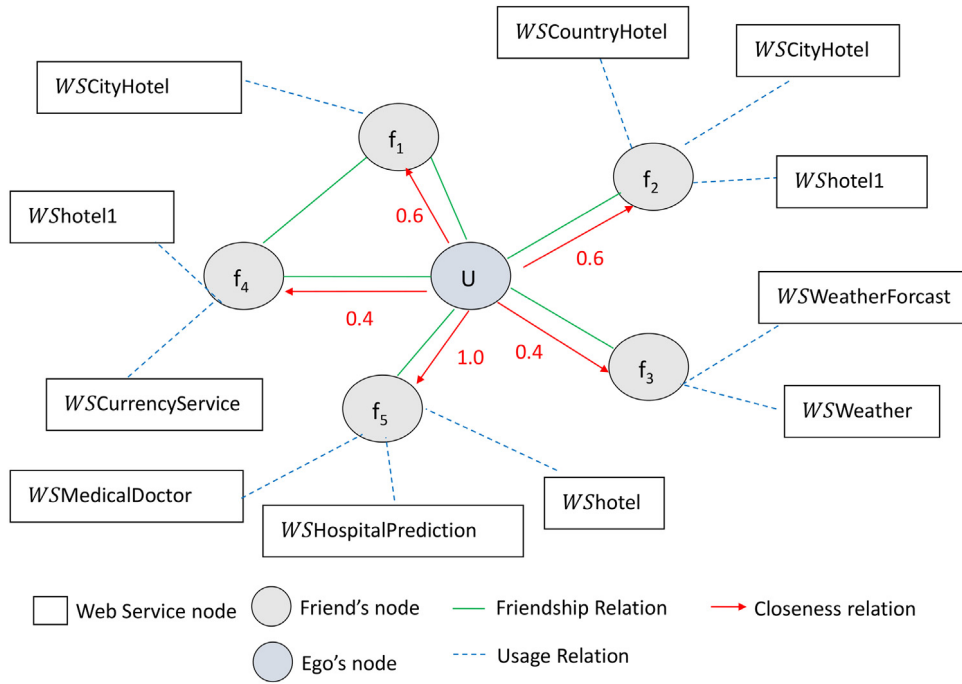 WSCountryHotel
WSCityHotel
WSCityHotel
f1
f2
WShotel1
WShotel1
0.6
0.6
f4
U
WSWeatherForcast
0.4
1.0
0.4
f3
WSCurrencyService
f5
WSWeather
WSMedicalDoctor
WShotel
WSHospitalPrediction
Web Service node
Friend's node
Friendship Relation
Closeness relation
Ego's node
Usage Relation